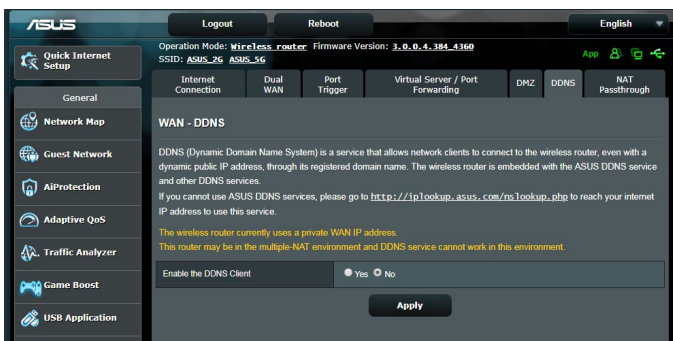 ASUS
Logout
Reboot
English
Quick Internet
Setup
General
Network Map
Guest Network
AiProtection
Adaptive QoS
Traffic Analyzer
Game Boost
USB Application
Operation Mode: Wireless router Firmware Version: 3.0.0.4.384_4360
SSID: ASUS_2G ASUS_5G
App
Internet
Connection
Dual
WAN
Port
Trigger
Virtual Server / Port
Forwarding
DMZ
DDNS
NAT
Passthrough
WAN - DDNS
DDNS (Dynamic Domain Name System) is a service that allows network clients to connect to the wireless router, even with a
dynamic public IP address, through its registered domain name. The wireless router is embedded with the ASUS DDNS service
and other DDNS services.
If you cannot use ASUS DDNS services, please go to http://iplookup.asus.com/nslookup.php to reach your internet
IP address to use this service.
The wireless router currently uses a private WAN IP address.
This router may be in the multiple-NAT environment and DDNS service cannot work in this environment.
Enable the DDNS Client
Yes No
Apply